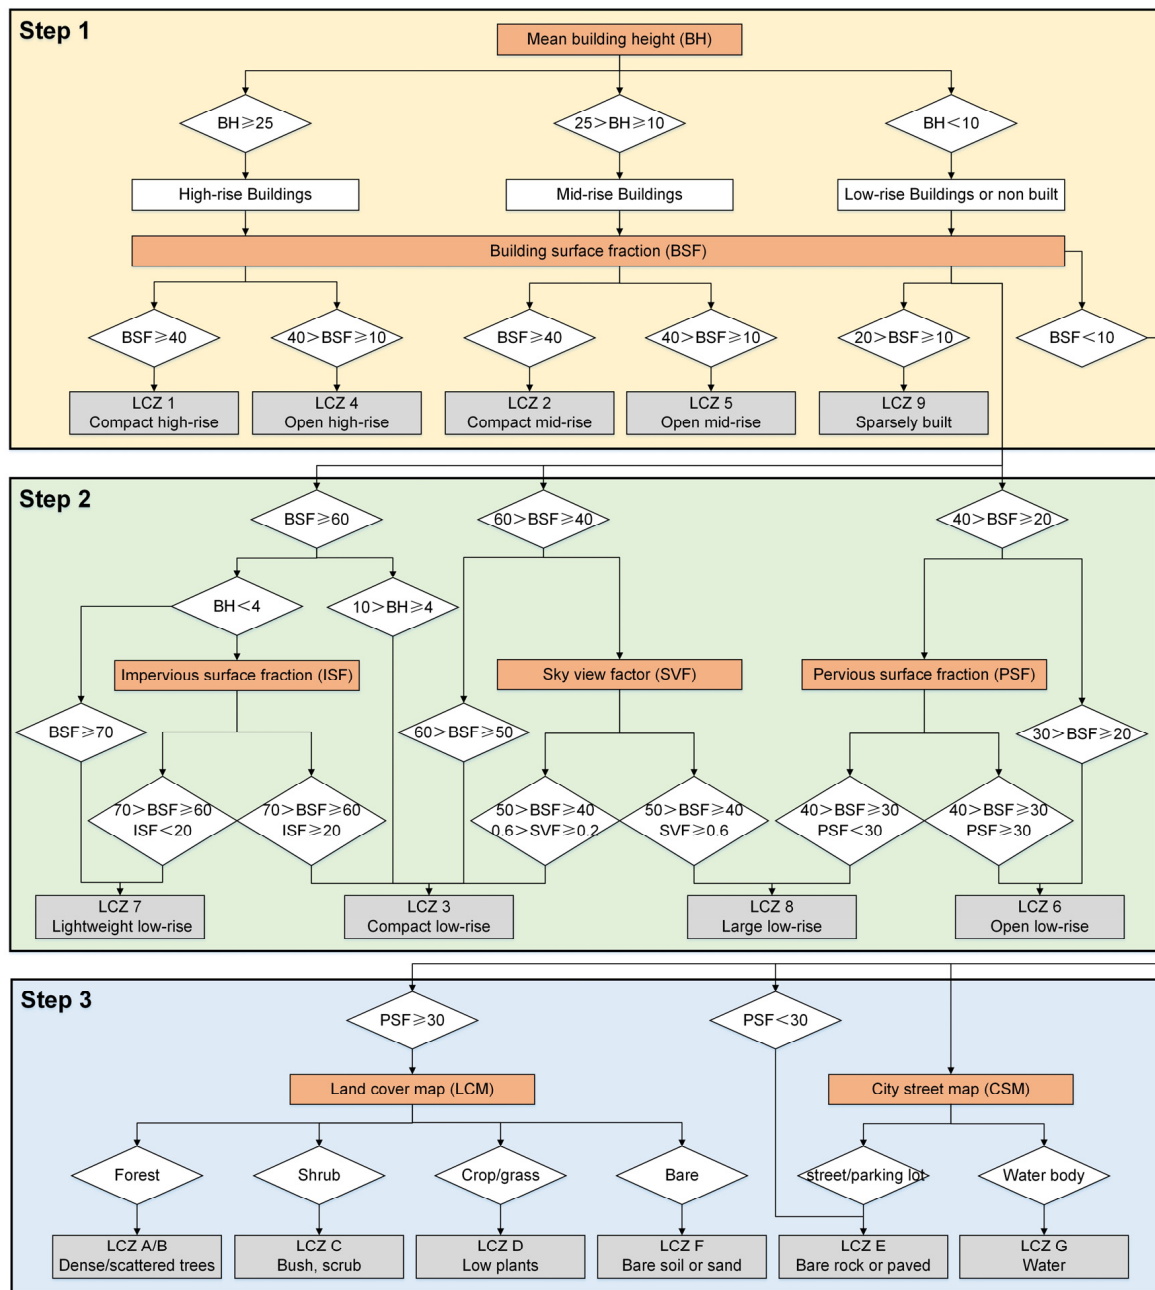 Step 1
Mean building height (BH)
BH≥25
25>BH≥10
BH<10
High-rise Buildings
Mid-rise Buildings
Low-rise Buildings or non built
Building surface fraction (BSF)
BSF≥40
40>BSF≥10
BSF≥40
40>BSF≥10
20>BSF≥10
BSF<10
LCZ 1
Compact high-rise
LCZ 4
Open high-rise
LCZ 2
Compact mid-rise
LCZ 5
Open mid-rise
LCZ 9
Sparsely built
Step 2
BSF≥60
60>BSF≥40
40>BSF≥20
BH<4
10>BH≥4
Impervious surface fraction (ISF)
Sky view factor (SVF)
Pervious surface fraction (PSF)
BSF≥70
60>BSF≥50
30>BSF≥20
70>BSF≥60
ISF<20
70>BSF≥60
ISF≥20
50>BSF≥40
0.6>SVF≥0.2
50>BSF≥40
SVF≥0.6
40>BSF≥30
PSF<30
40>BSF≥30
PSF≥30
LCZ 7
Lightweight low-rise
LCZ 3
Compact low-rise
LCZ 8
Large low-rise
LCZ 6
Open low-rise
Step 3
PSF≥30
PSF<30
Land cover map (LCM)
City street map (CSM)
Forest
Shrub
Crop/grass
Bare
street/parking lot
Water body
LCZ A/B
Dense/scattered trees
LCZ C
Bush, scrub
LCZ D
Low plants
LCZ F
Bare soil or sand
LCZ E
Bare rock or paved
LCZ G
Water